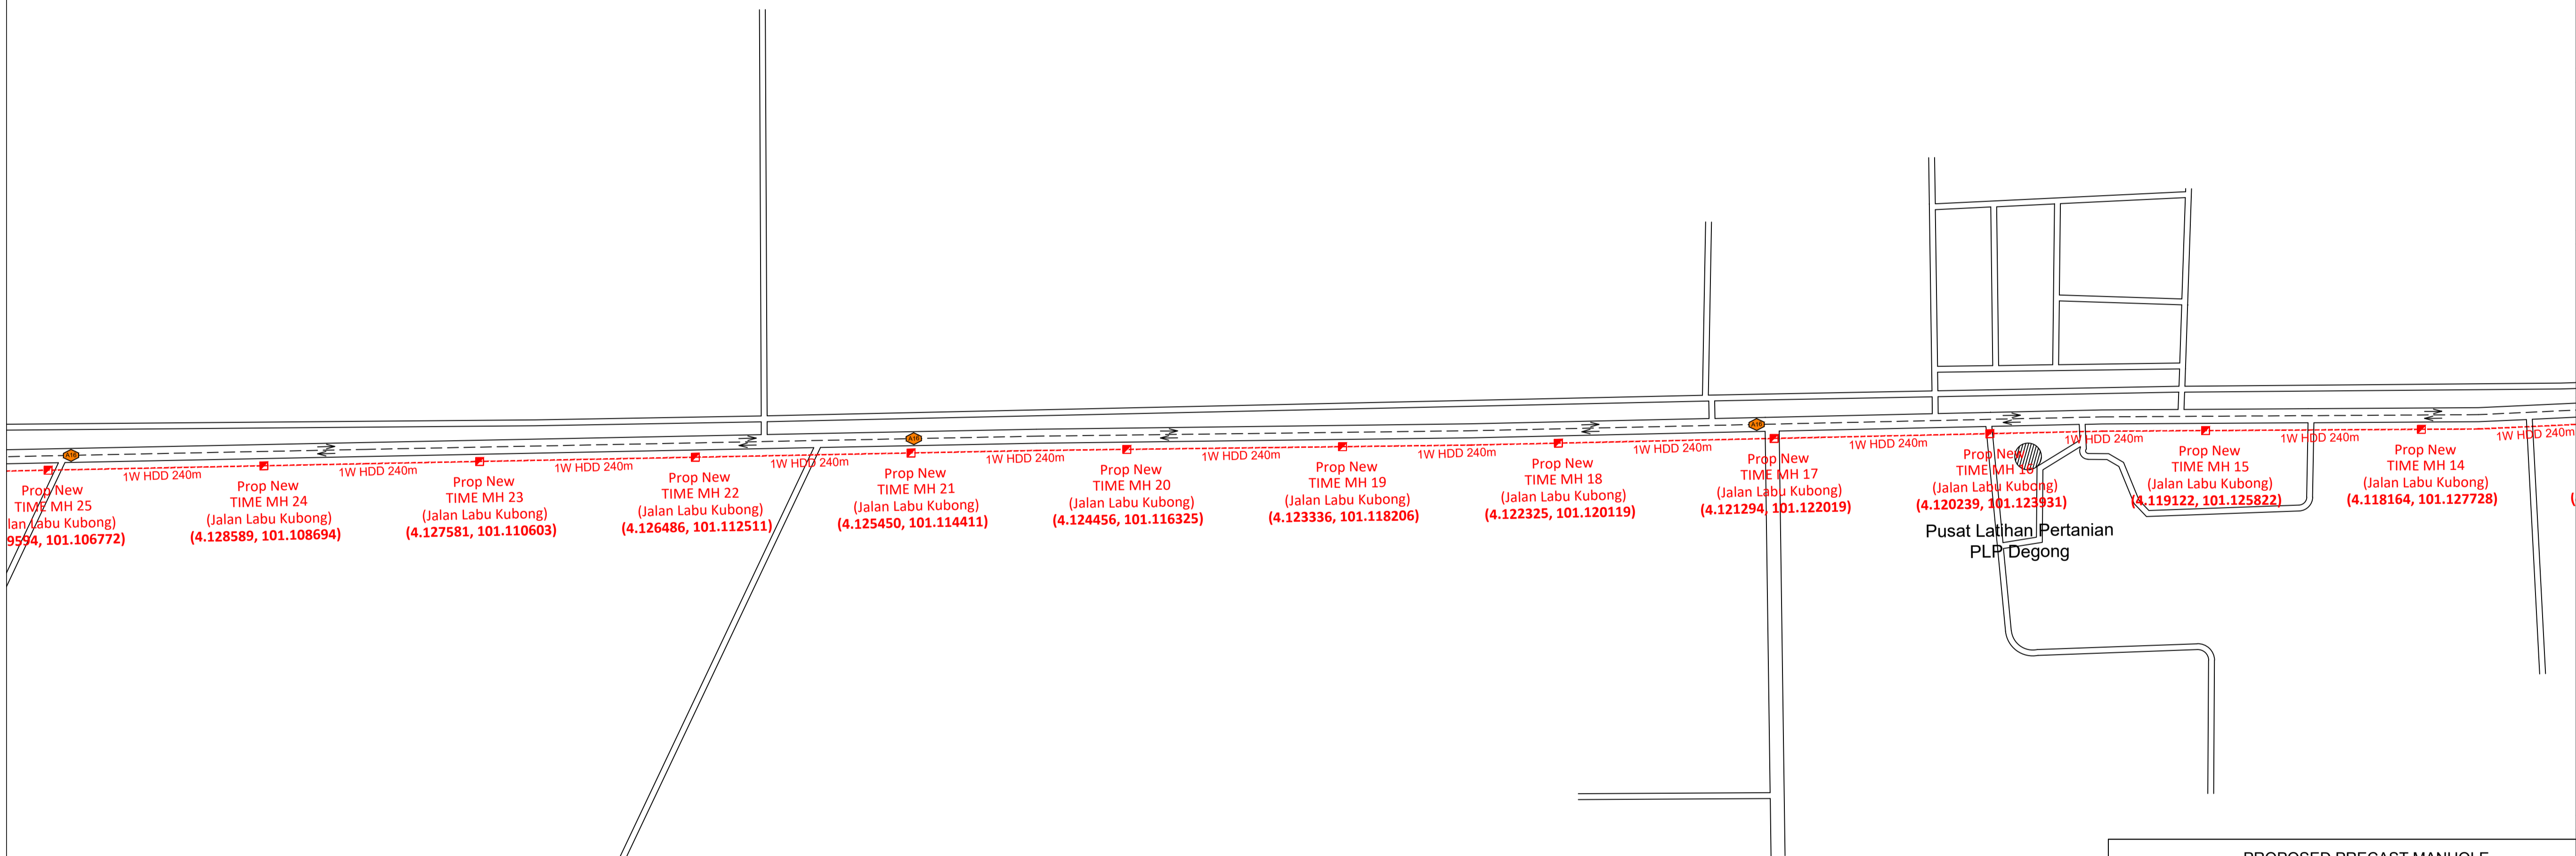 A16
A16
A16
1W HDD 240m
1W HDD 240m
1W HDD 240m
1W HDD 240m
1W HDD 240m
1W HDD 240m
1W HDD 240m
1W HDD 240m
1W HDD 240m
1W HDD 240m
1W HDD 240m
1W HDD 240m
Prop New
TIME MH 25
lan Labu Kubong)
9594, 101.106772)
Prop New
TIME MH 24
(Jalan Labu Kubong)
(4.128589, 101.108694)
Prop New
TIME MH 23
(Jalan Labu Kubong)
(4.127581, 101.110603)
Prop New
TIME MH 22
(Jalan Labu Kubong)
(4.126486, 101.112511)
Prop New
TIME MH 21
(Jalan Labu Kubong)
(4.125450, 101.114411)
Prop New
TIME MH 20
(Jalan Labu Kubong)
(4.124456, 101.116325)
Prop New
TIME MH 19
(Jalan Labu Kubong)
(4.123336, 101.118206)
Prop New
TIME MH 18
(Jalan Labu Kubong)
(4.122325, 101.120119)
Prop New
TIME MH 17
(Jalan Labu Kubong)
(4.121294, 101.122019)
Prop New
TIME MH 16
(Jalan Labu Kubong)
(4.120239, 101.123931)
Pusat Latihan Pertanian
PLP Degong
Prop New
TIME MH 15
(Jalan Labu Kubong)
(4.119122, 101.125822)
Prop New
TIME MH 14
(Jalan Labu Kubong)
(4.118164, 101.127728)
(
PROPOSED PRECAST MANHOLE